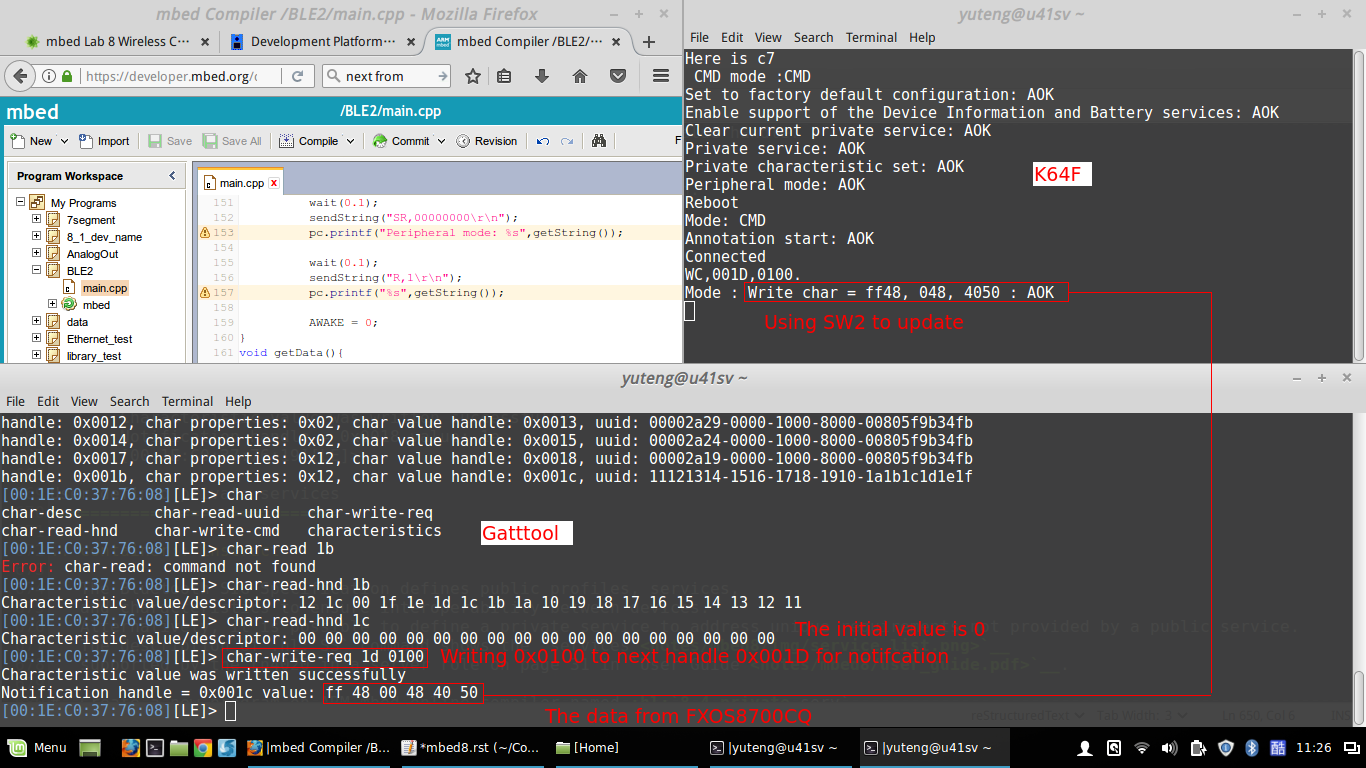 mbed Compiler /BLE2/main.cpp - Mozilla Firefox
mbed Lab 8 Wireless C···
Development Platform···
mbed Compiler /BLE2/···
https://developer.mbed.org/c
next from
mbed
/BLE2/main.cpp
New
Import
Save
Save All
Compile
Commit
Revision
Program Workspace
My Programs
7segment
8_1_dev_name
AnalogOut
BLE2
main.cpp
mbed
data
Ethernet_test
library_test
main.cpp x
151 wait(0.1);
152 sendString("SR,00000000\r\n");
153 pc.printf("Peripheral mode: %s",getString());
154
155 wait(0.1);
156 sendString("R,1\r\n");
157 pc.printf("%s",getString());
158
159 AWAKE = 0;
160 }
161 void getData(){
yuteng@u41sv ~
File Edit View Search Terminal Help
Here is c7
CMD mode :CMD
Set to factory default configuration: AOK
Enable support of the Device Information and Battery services: AOK
Clear current private service: AOK
Private service: AOK
Private characteristic set: AOK
Peripheral mode: AOK
Reboot
Mode: CMD
Annotation start: AOK
Connected
WC,001D,0100.
Mode : Write char = ff48, 048, 4050 : AOK
K64F
Using SW2 to update
yuteng@u41sv ~
File Edit View Search Terminal Help
handle: 0x0012, char properties: 0x02, char value handle: 0x0013, uuid: 00002a29-0000-1000-8000-00805f9b34fb
handle: 0x0014, char properties: 0x02, char value handle: 0x0015, uuid: 00002a24-0000-1000-8000-00805f9b34fb
handle: 0x0017, char properties: 0x12, char value handle: 0x0018, uuid: 00002a19-0000-1000-8000-00805f9b34fb
handle: 0x001b, char properties: 0x12, char value handle: 0x001c, uuid: 11121314-1516-1718-1910-1a1b1c1d1e1f
[00:1E:C0:37:76:08][LE]> char
char-desc char-read-uuid char-write-req
char-read-hnd char-write-cmd characteristics
Gatttool
[00:1E:C0:37:76:08][LE]> char-read 1b
Error: char-read: command not found
[00:1E:C0:37:76:08][LE]> char-read-hnd 1b
Characteristic value/descriptor: 12 1c 00 1f 1e 1d 1c 1b 1a 10 19 18 17 16 15 14 13 12 11
[00:1E:C0:37:76:08][LE]> char-read-hnd 1c
Characteristic value/descriptor: 00 00 00 00 00 00 00 00 00 00 00 00 00 00 00 00 00 00
The initial value is 0
[00:1E:C0:37:76:08][LE]> char-write-req 1d 0100
Writing 0x0100 to next handle 0x001D for notifcation
Characteristic value was written successfully
Notification handle = 0x001c value: ff 48 00 48 40 50
[00:1E:C0:37:76:08][LE]>
The data from FXOS8700CQ
reStructuredText Tab Width: 3 Ln 650, Col 6 INS
Menu
|mbed Compiler /B...
*mbed8.rst (~/Co...
[Home]
|yuteng@u41sv ~
|yuteng@u41sv ~
酷
11:26